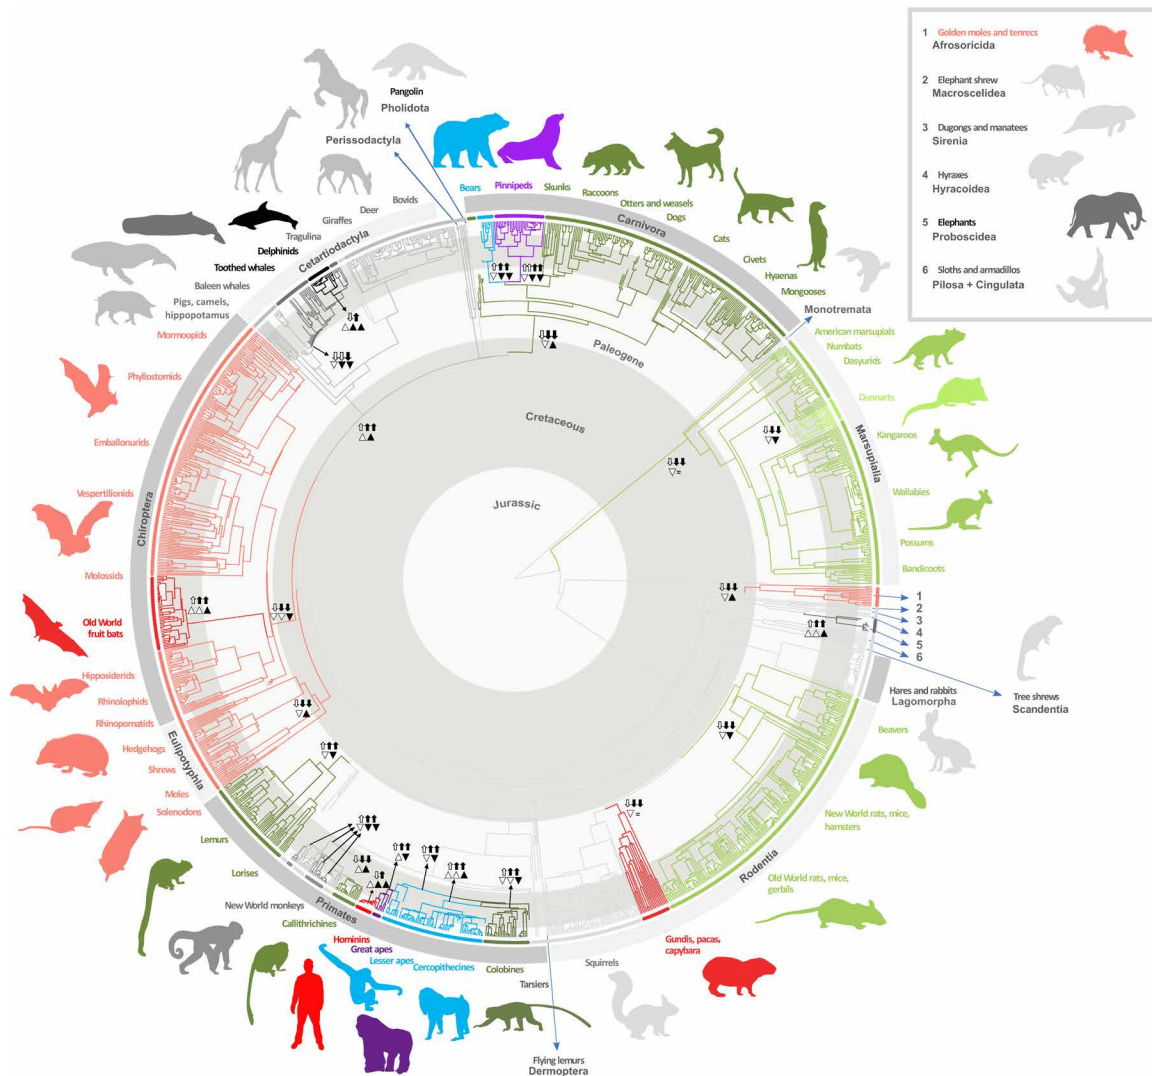 1 Golden moles and tenrecs
Afrosoricida
2 Elephant shrew
Macroscelidea
3 Dugongs and manatees
Sirenia
4 Hyraxes
Hyracoidea
5 Elephants
Proboscidea
6 Sloths and armadillos
Pilosa + Cingulata
Pangolin
Pholidota
Perissodactyla
Bears
Pinnipeds
Skunks
Raccoons
Otters and weasels
Dogs
Carnivora
Cats
Civets
Hyaenas
Mongooses
Monotremata
American marsupials
Numbats
Dasyurids
Dunnarts
Kangaroos
Marsupialia
Wallabies
Possums
Bandicoots
1
2
3
4
5
6
Tree shrews
Scandentia
Hares and rabbits
Lagomorpha
Beavers
New World rats, mice,
hamsters
Rodentia
Old World rats, mice,
gerbils
Gundis, pacas,
capybara
Squirrels
Flying lemurs
Dermoptera
Tarsiers
Colobines
Cercopithecines
Lesser apes
Great apes
Hominins
Callithrichines
Primates
New World monkeys
Lorises
Lemurs
Solenodons
Moles
Shrews
Hedgehogs
Eulipotyphia
Rhinopomatids
Rhinolophids
Hipposiderids
Old World
fruit bats
Molossids
Chiroptera
Vespertilionids
Emballonurids
Phyllostomids
Mormoopids
Pigs, camels,
hippopotamus
Baleen whales
Toothed whales
Delphinids
Cetartiodactyla
Tragulina
Giraffes
Deer
Bovids
Paleogene
Cretaceous
Jurassic
=
=